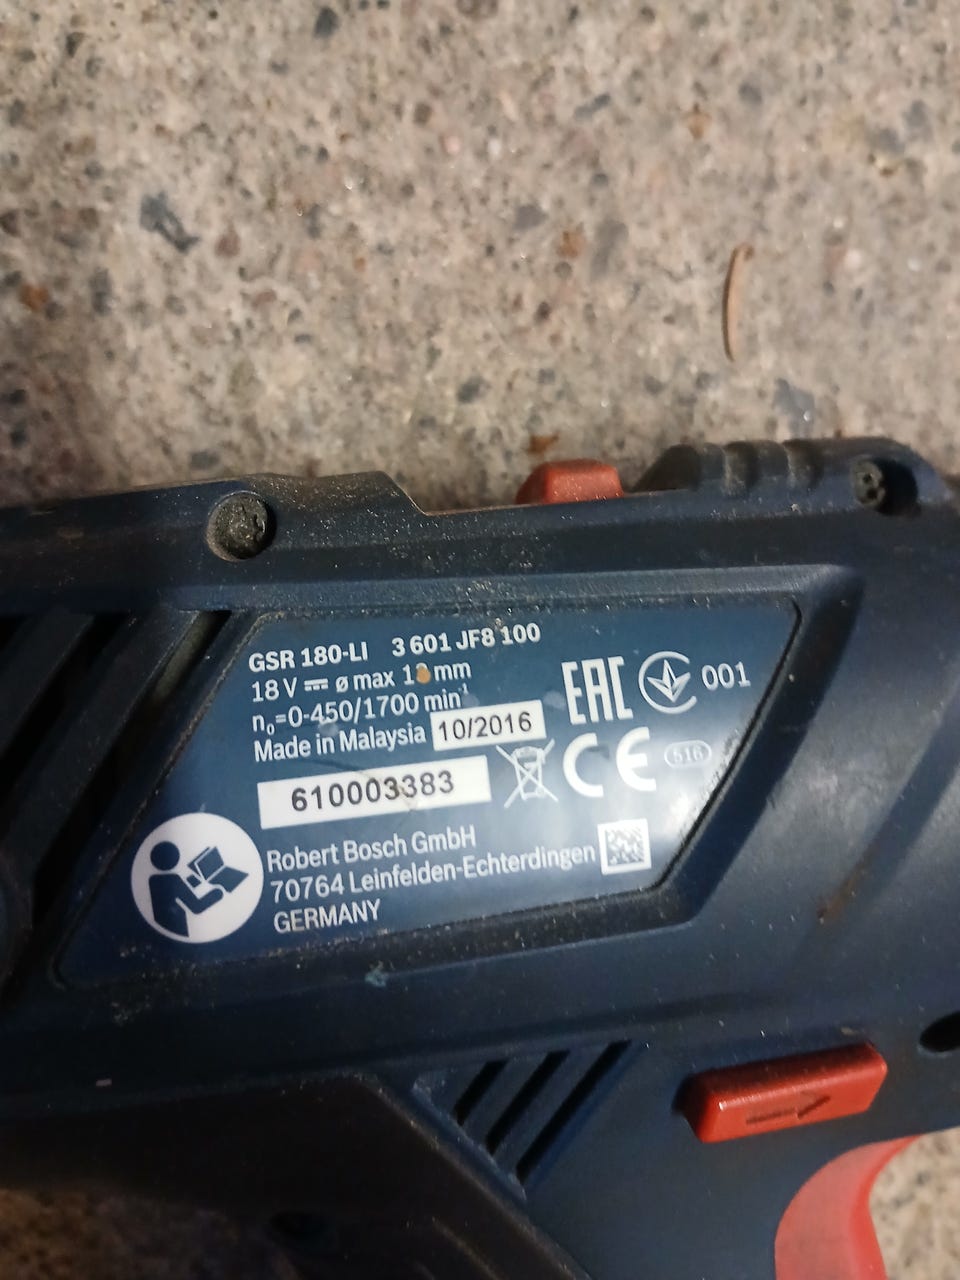 GSR 180-LI 3 601 JF8 100
18 V ⎓ ø max mm
n₀=0-450/1700 min⁻¹
Made in Malaysia 10/2016
610003383
EAC 001
CE 516
Robert Bosch GmbH
70764 Leinfelden-Echterdingen
GERMANY